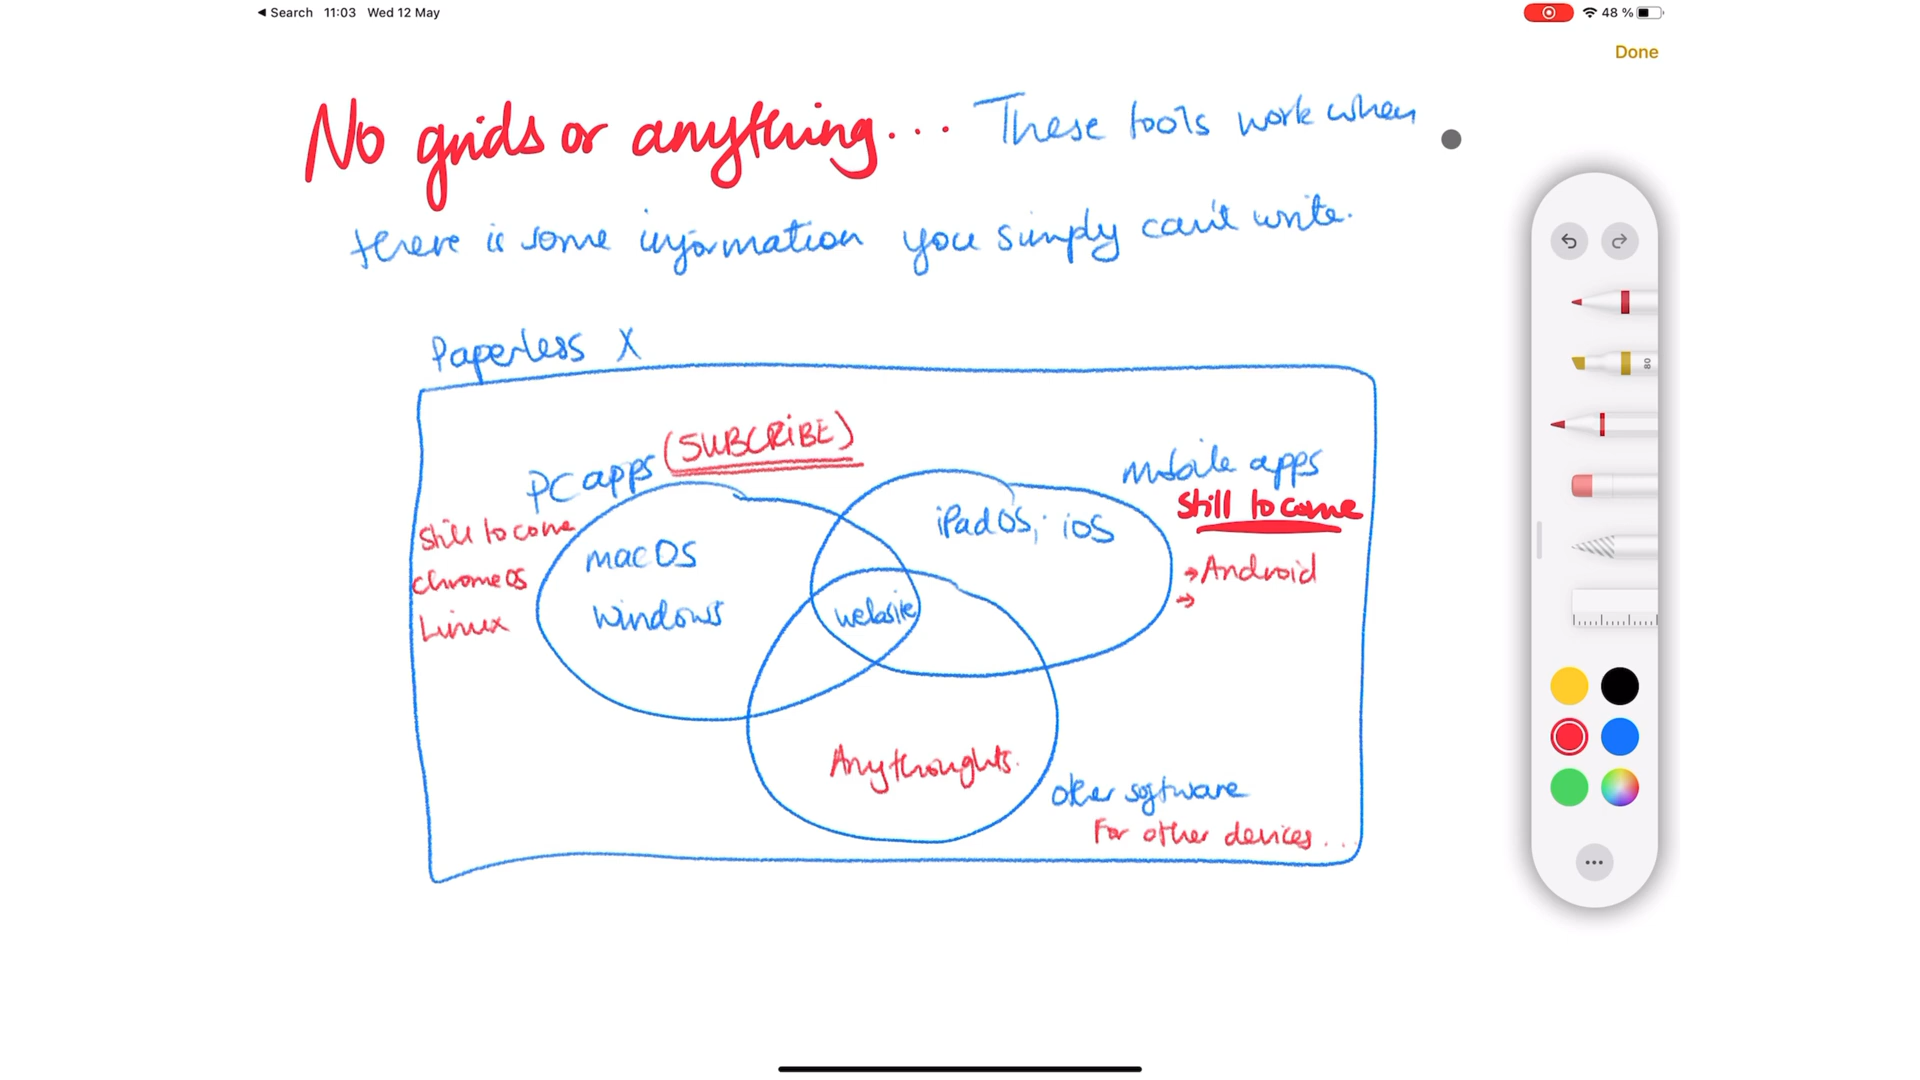 Search 11:03 Wed 12 May
48 %
Done
No grids or anything... These tools work when
there is some information you simply can't write.
Paperless X
PC apps (SUBCRIBE)
Mobile apps
still to come
→ Android
→
still to come
chromeOS
Linux
macOS
Windows
iPadOS; iOS
website
Any thoughts.
other software
For other devices...
80